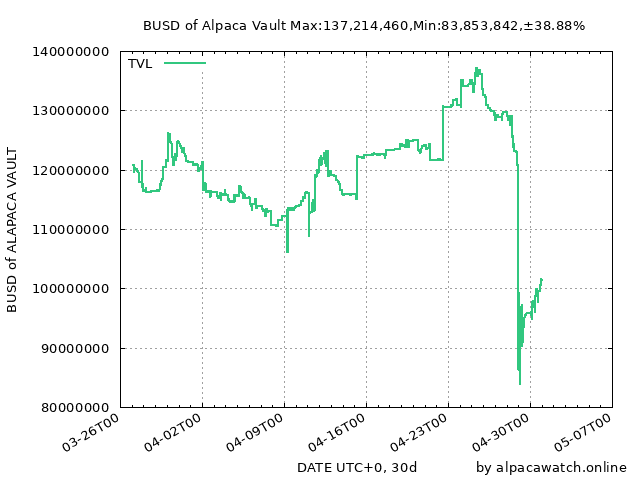 BUSD of Alpaca Vault Max:137,214,460,Min:83,853,842,±38.88%
TVL
140000000
130000000
120000000
110000000
100000000
90000000
80000000
BUSD of ALAPACA VAULT
03-26T00 04-02T00 04-09T00 04-16T00 04-23T00 04-30T00 05-07T00
DATE UTC+0, 30d by alpacawatch.online